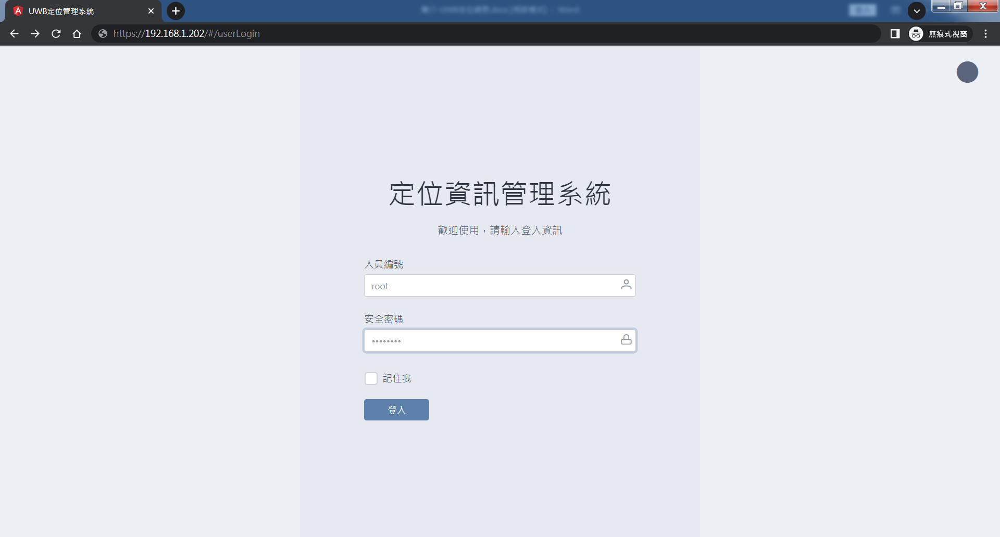 UWB定位管理系統
https://192.168.1.202/#/userLogin
無痕式視窗
定位資訊管理系統
歡迎使用，請輸入登入資訊
人員編號
root
安全密碼
••••••••
記住我
登入